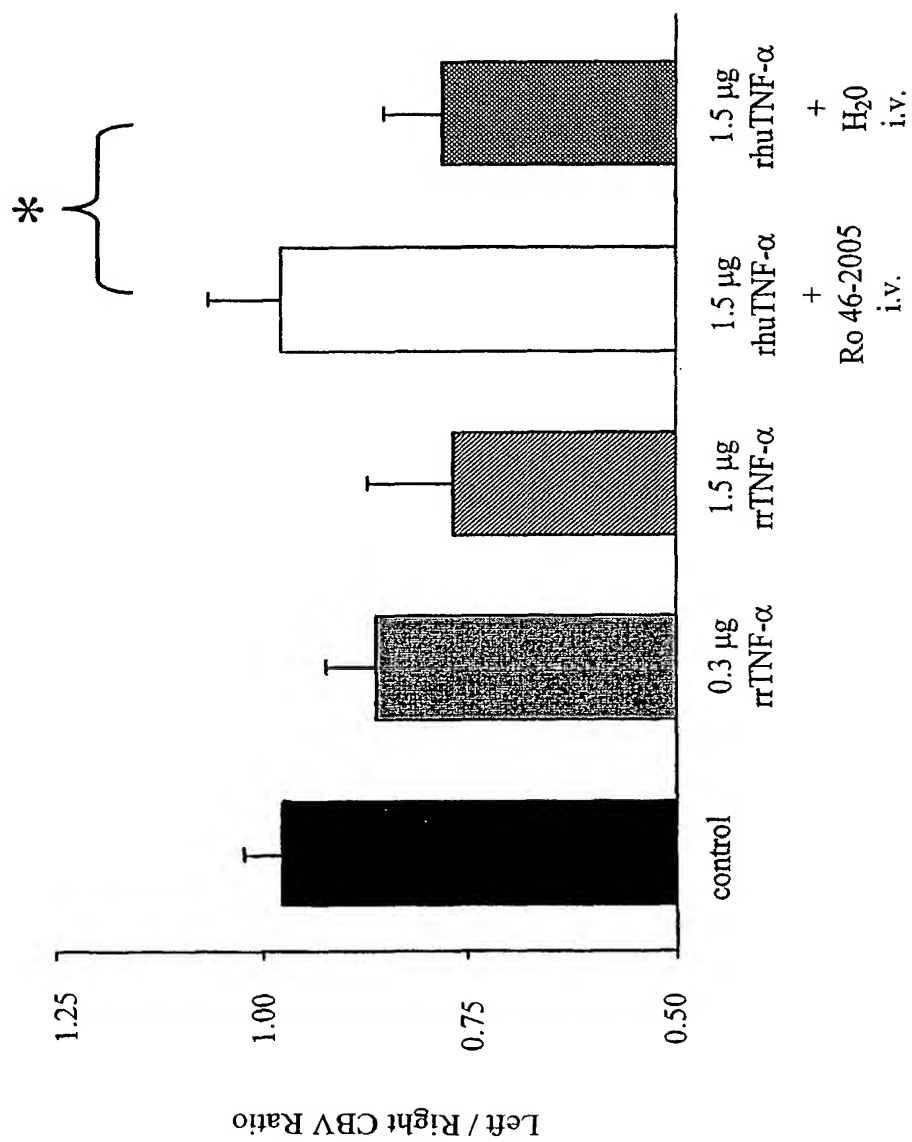 *
Left / Right CBV Ratio
1.25
1.00
0.75
0.50
control
0.3 µg
rrTNF-α
1.5 µg
rrTNF-α
1.5 µg
rhuTNF-α
+
Ro 46-2005
i.v.
1.5 µg
rhuTNF-α
+
H₂0
i.v.